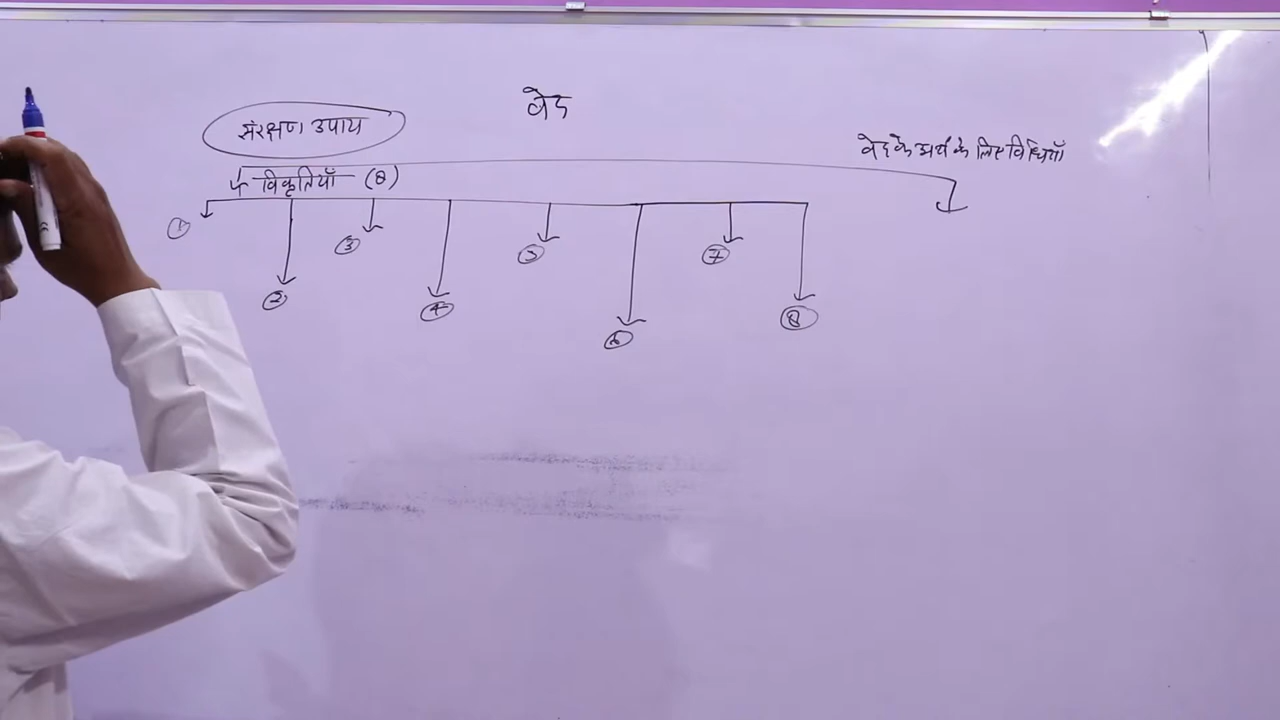 वेद
संरक्षण उपाय
वेद के अर्थ के लिए विधियाँ
विकृतियाँ (8)
① ② ③ ④ ⑤ ⑥ ⑦ ⑧